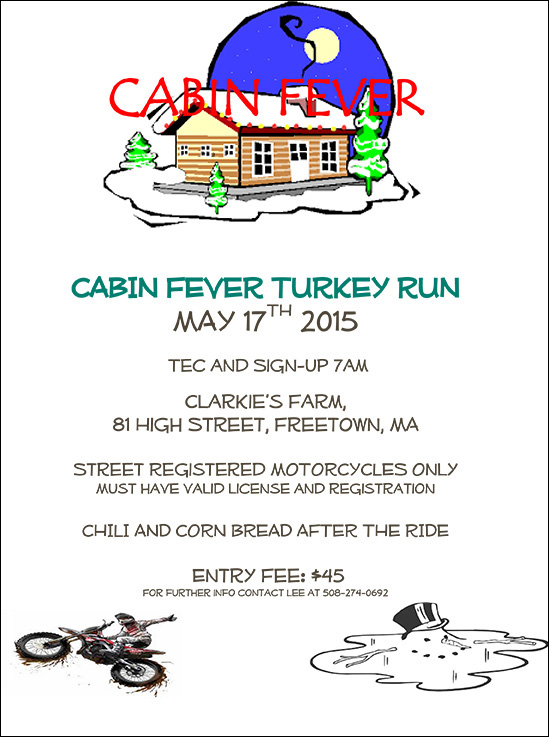 CABIN FEVER
CABIN FEVER TURKEY RUN
MAY 17TH 2015
TEC AND SIGN-UP 7AM
CLARKIE'S FARM,
81 HIGH STREET, FREETOWN, MA
STREET REGISTERED MOTORCYCLES ONLY
MUST HAVE VALID LICENSE AND REGISTRATION
CHILI AND CORN BREAD AFTER THE RIDE
ENTRY FEE: $45
FOR FURTHER INFO CONTACT LEE AT 508-274-0692